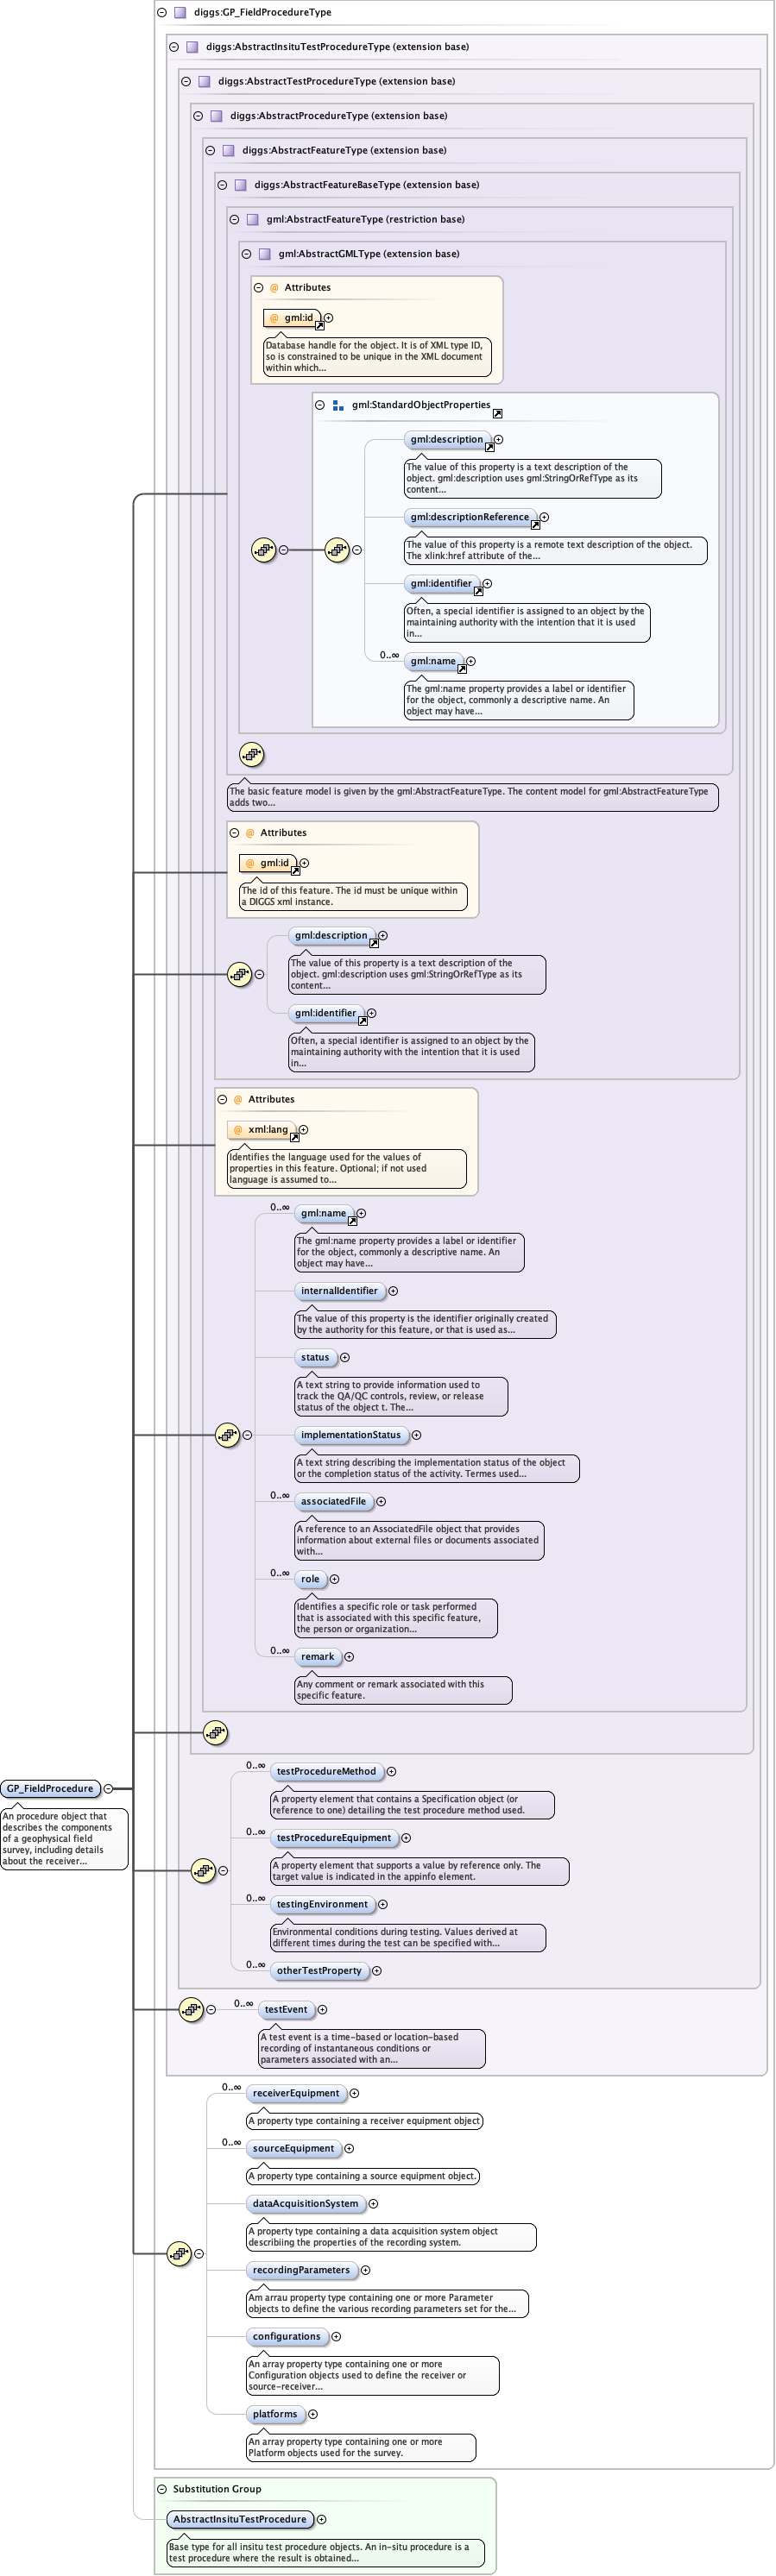 diggs:GP_FieldProcedureType
diggs:AbstractInsituTestProcedureType (extension base)
diggs:AbstractTestProcedureType (extension base)
diggs:AbstractProcedureType (extension base)
diggs:AbstractFeatureType (extension base)
diggs:AbstractFeatureBaseType (extension base)
gml:AbstractFeatureType (restriction base)
gml:AbstractGMLType (extension base)
@ Attributes
@ gml:id
Database handle for the object. It is of XML type ID,
so is constrained to be unique in the XML document
within which...
gml:StandardObjectProperties
gml:description
The value of this property is a text description of the
object. gml:description uses gml:StringOrRefType as its
content...
gml:descriptionReference
The value of this property is a remote text description of the object.
The xlink:href attribute of the...
gml:identifier
Often, a special identifier is assigned to an object by the
maintaining authority with the intention that it is used
in...
0..∞ gml:name
The gml:name property provides a label or identifier
for the object, commonly a descriptive name. An
object may have...
The basic feature model is given by the gml:AbstractFeatureType. The content model for gml:AbstractFeatureType
adds two...
@ Attributes
@ gml:id
The id of this feature. The id must be unique within
a DIGGS xml instance.
gml:description
The value of this property is a text description of the
object. gml:description uses gml:StringOrRefType as its
content...
gml:identifier
Often, a special identifier is assigned to an object by the
maintaining authority with the intention that it is used
in...
@ Attributes
@ xml:lang
Identifies the language used for the values of
properties in this feature. Optional; if not used
language is assumed to...
0..∞ gml:name
The gml:name property provides a label or identifier
for the object, commonly a descriptive name. An
object may have...
internalIdentifier
The value of this property is the identifier originally created
by the authority for this feature, or that is used as...
status
A text string to provide information used to
track the QA/QC controls, review, or release
status of the object t. The...
implementationStatus
A text string describing the implementation status of the object
or the completion status of the activity. Termes used...
0..∞ associatedFile
A reference to an AssociatedFile object that provides
information about external files or documents associated
with...
0..∞ role
Identifies a specific role or task performed
that is associated with this specific feature,
the person or organization...
0..∞ remark
Any comment or remark associated with this
specific feature.
GP_FieldProcedure
An procedure object that
describes the components
of a geophysical field
survey, including details
about the receiver...
0..∞ testProcedureMethod
A property element that contains a Specification object (or
reference to one) detailing the test procedure method used.
0..∞ testProcedureEquipment
A property element that supports a value by reference only. The
target value is indicated in the appinfo element.
0..∞ testingEnvironment
Environmental conditions during testing. Values derived at
different times during the test can be specified with...
0..∞ otherTestProperty
0..∞ testEvent
A test event is a time-based or location-based
recording of instantaneous conditions or
parameters associated with an...
0..∞ receiverEquipment
A property type containing a receiver equipment object
0..∞ sourceEquipment
A property type containing a source equipment object.
dataAcquisitionSystem
A property type containing a data acquisition system object
describiing the properties of the recording system.
recordingParameters
Am arrau property type containing one or more Parameter
objects to define the various recording parameters set for the...
configurations
An array property type containing one or more
Configuration objects used to define the receiver or
source-receiver...
platforms
An array property type containing one or more
Platform objects used for the survey.
Substitution Group
AbstractInsituTestProcedure
Base type for all insitu test procedure objects. An in-situ procedure is a
test procedure where the result is obtained...